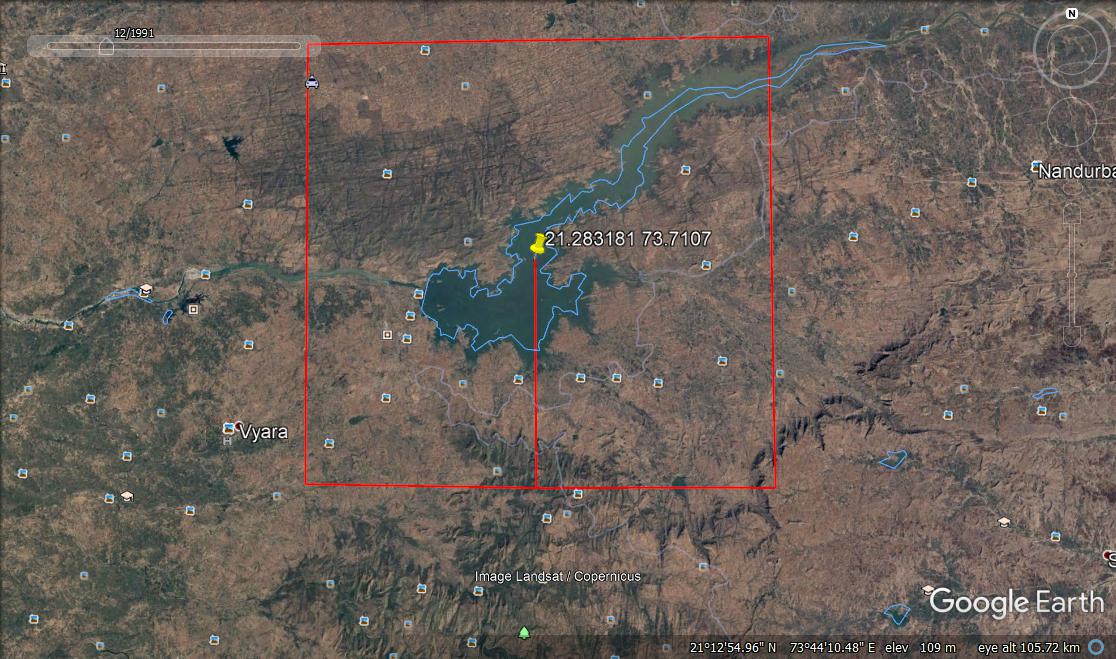 12/1991
N
Nandurba
21.283181 73.7107
Vyara
H
S
Image Landsat / Copernicus
Google Earth
21°12'54.96" N 73°44'10.48" E elev 109 m eye alt 105.72 km